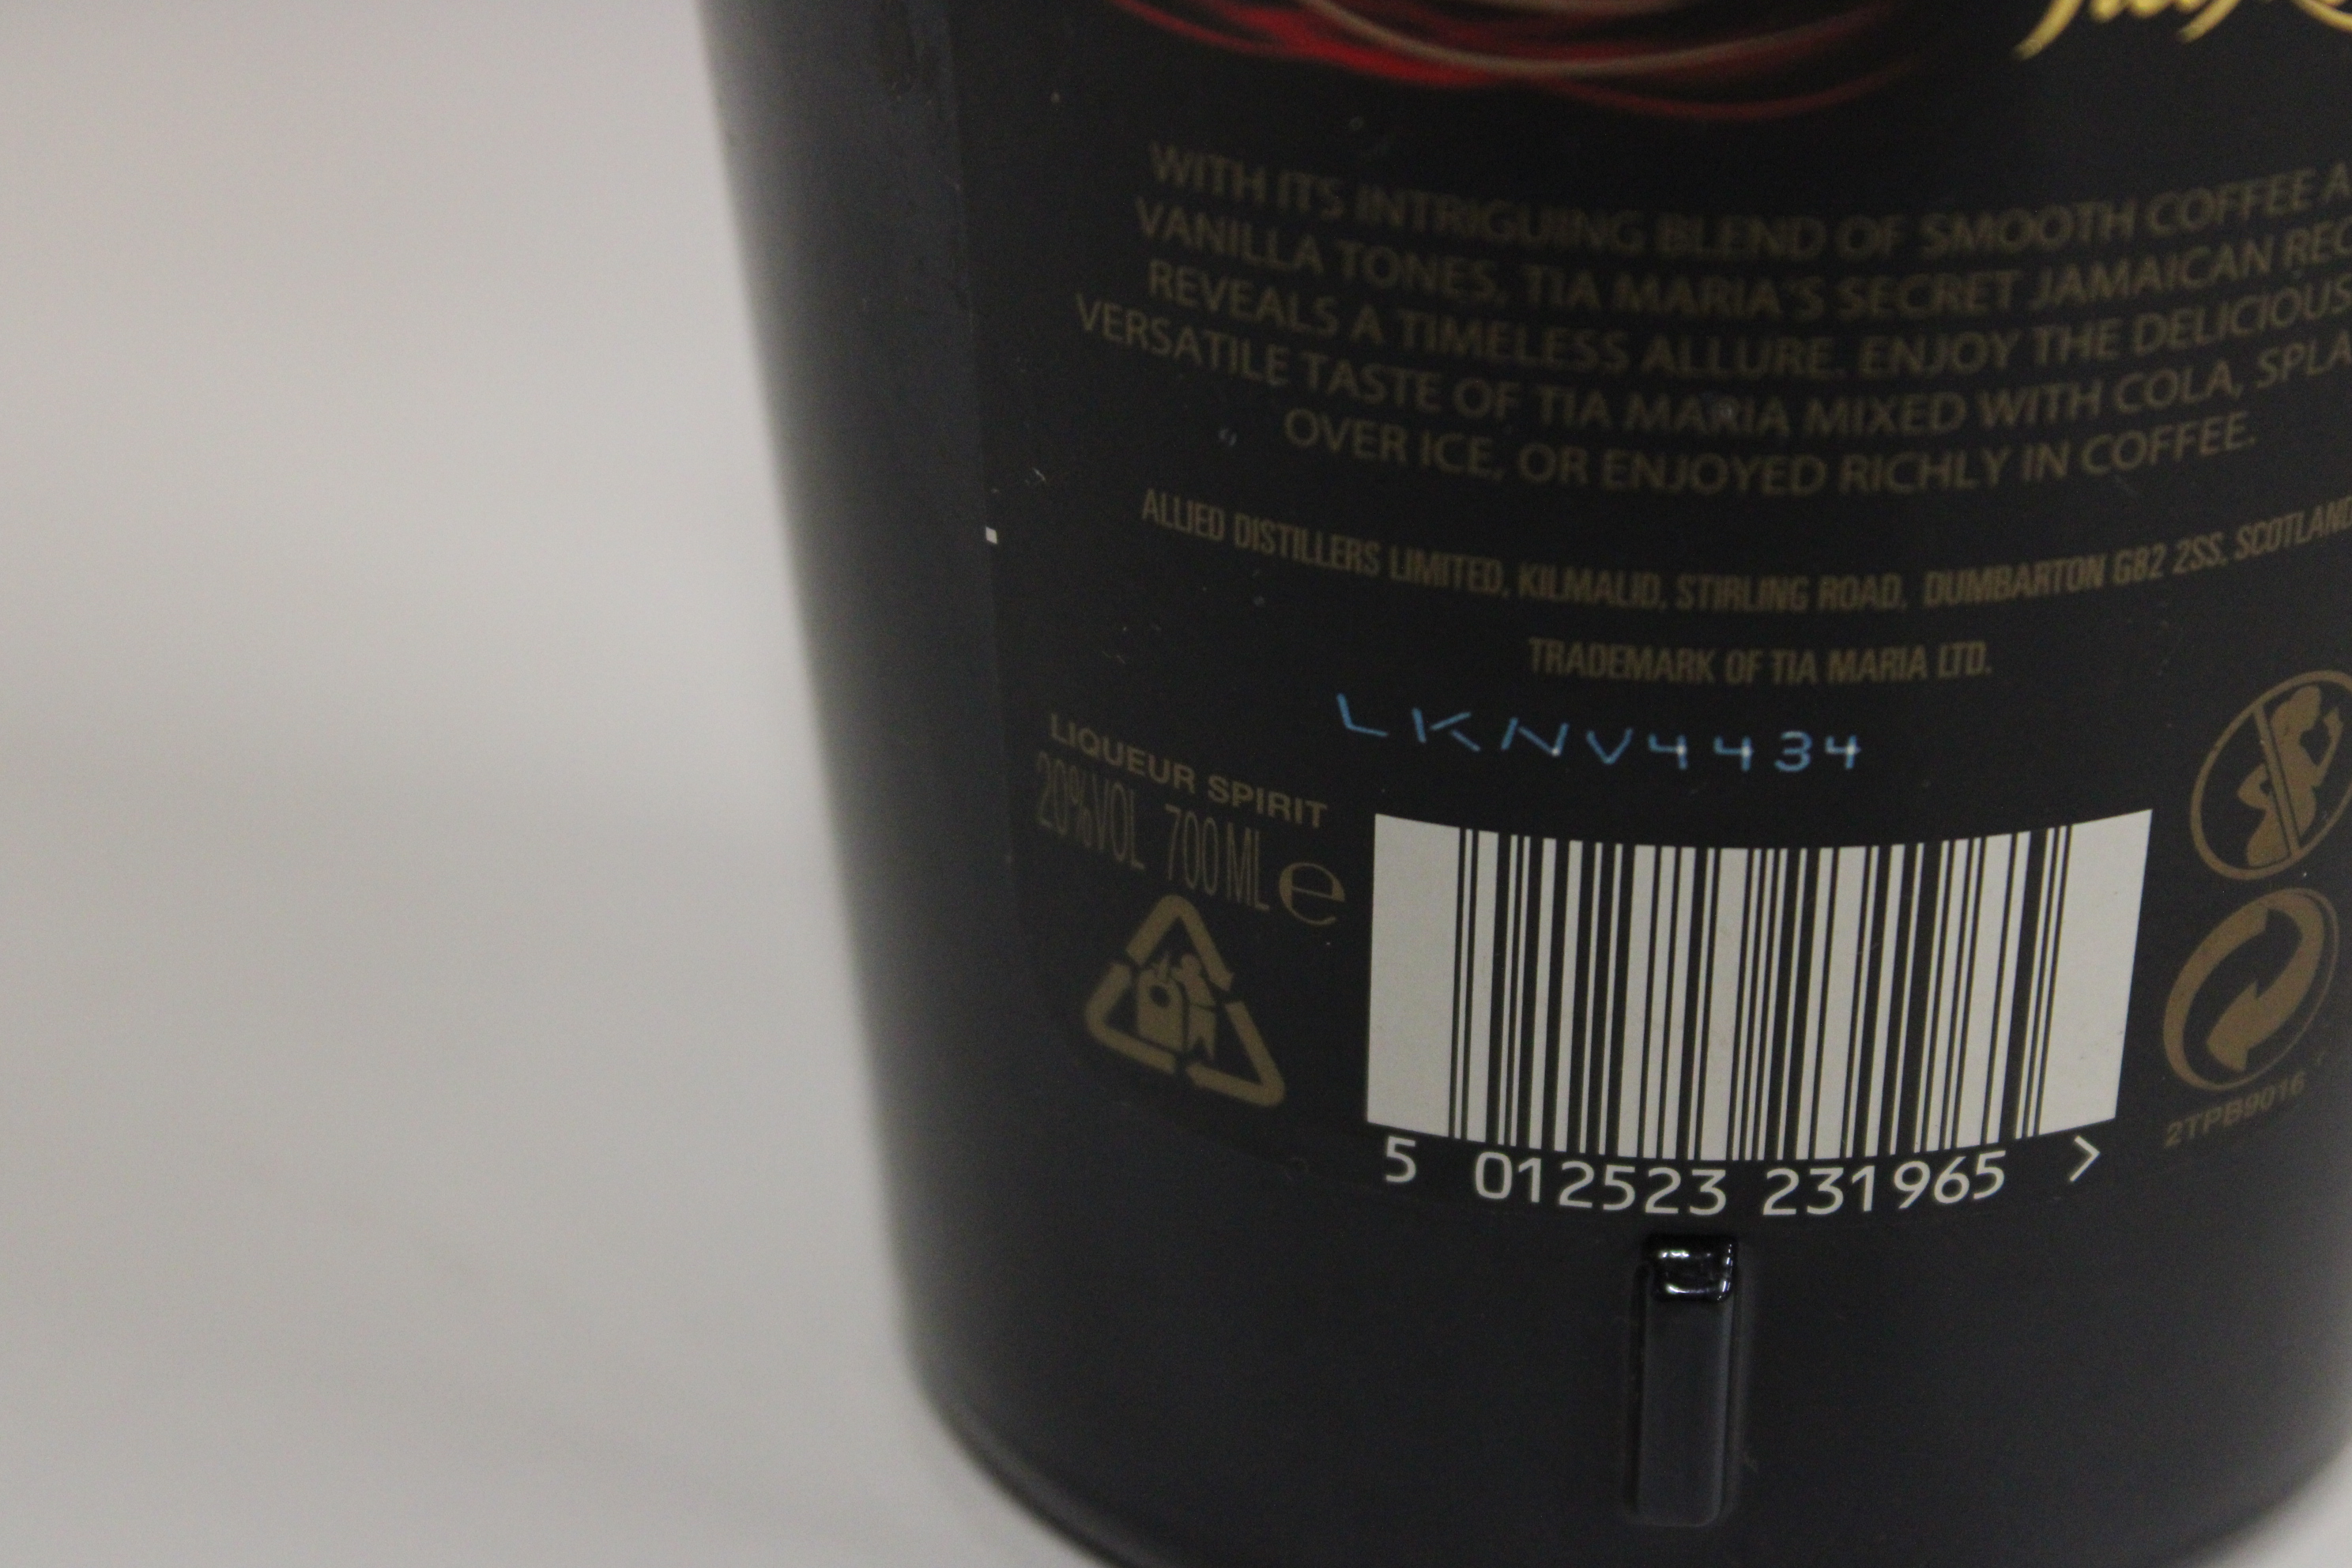 WITH ITS INTRIGUING BLEND OF SMOOTH COFFEE
VANILLA TONES, TIA MARIA'S SECRET JAMAICAN
REVEALS A TIMELESS ALLURE. ENJOY THE DELICIOUS
VERSATILE TASTE OF TIA MARIA MIXED WITH COLA,
OVER ICE, OR ENJOYED RICHLY IN COFFEE.
ALLIED DISTILLERS LIMITED, KILMALID, STIRLING ROAD, DUMBARTON G82 2SS, SCOTLAND
TRADEMARK OF TIA MARIA LTD.
LKNV4434
LIQUEUR SPIRIT
20%VOL 700ML e
5 012523 231965 >
2TPB9016